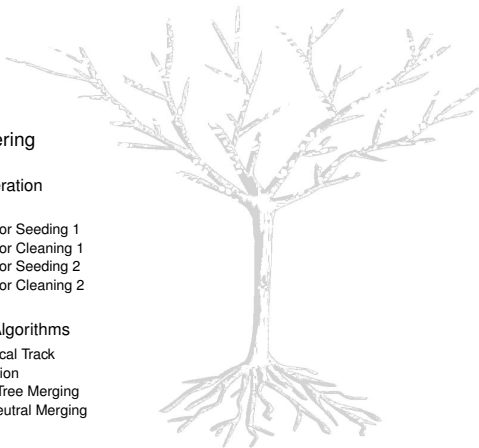 ering
eration
or Seeding 1
or Cleaning 1
or Seeding 2
or Cleaning 2
Algorithms
cal Track
ion
Tree Merging
eutral Merging